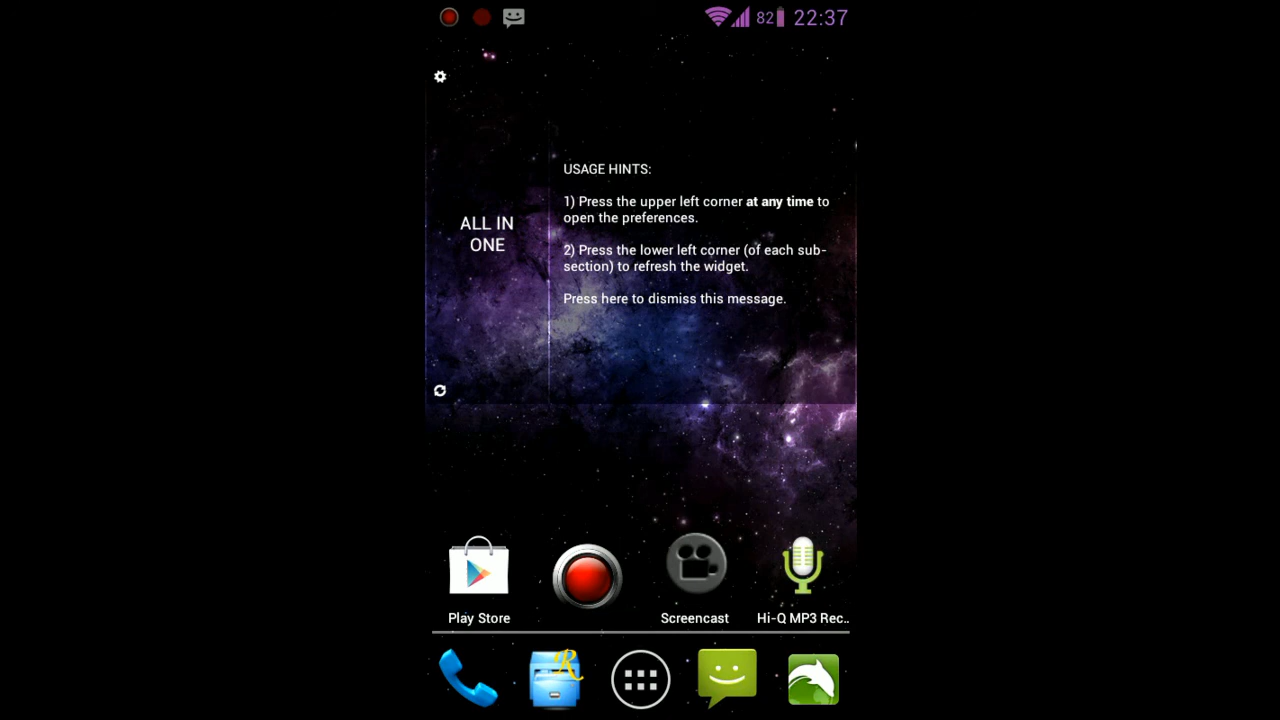 82 22:37
USAGE HINTS:
1) Press the upper left corner at any time to
open the preferences.
ALL IN
ONE
2) Press the lower left corner (of each sub-
section) to refresh the widget.
Press here to dismiss this message.
Play Store
Screencast
Hi-Q MP3 Rec..
R